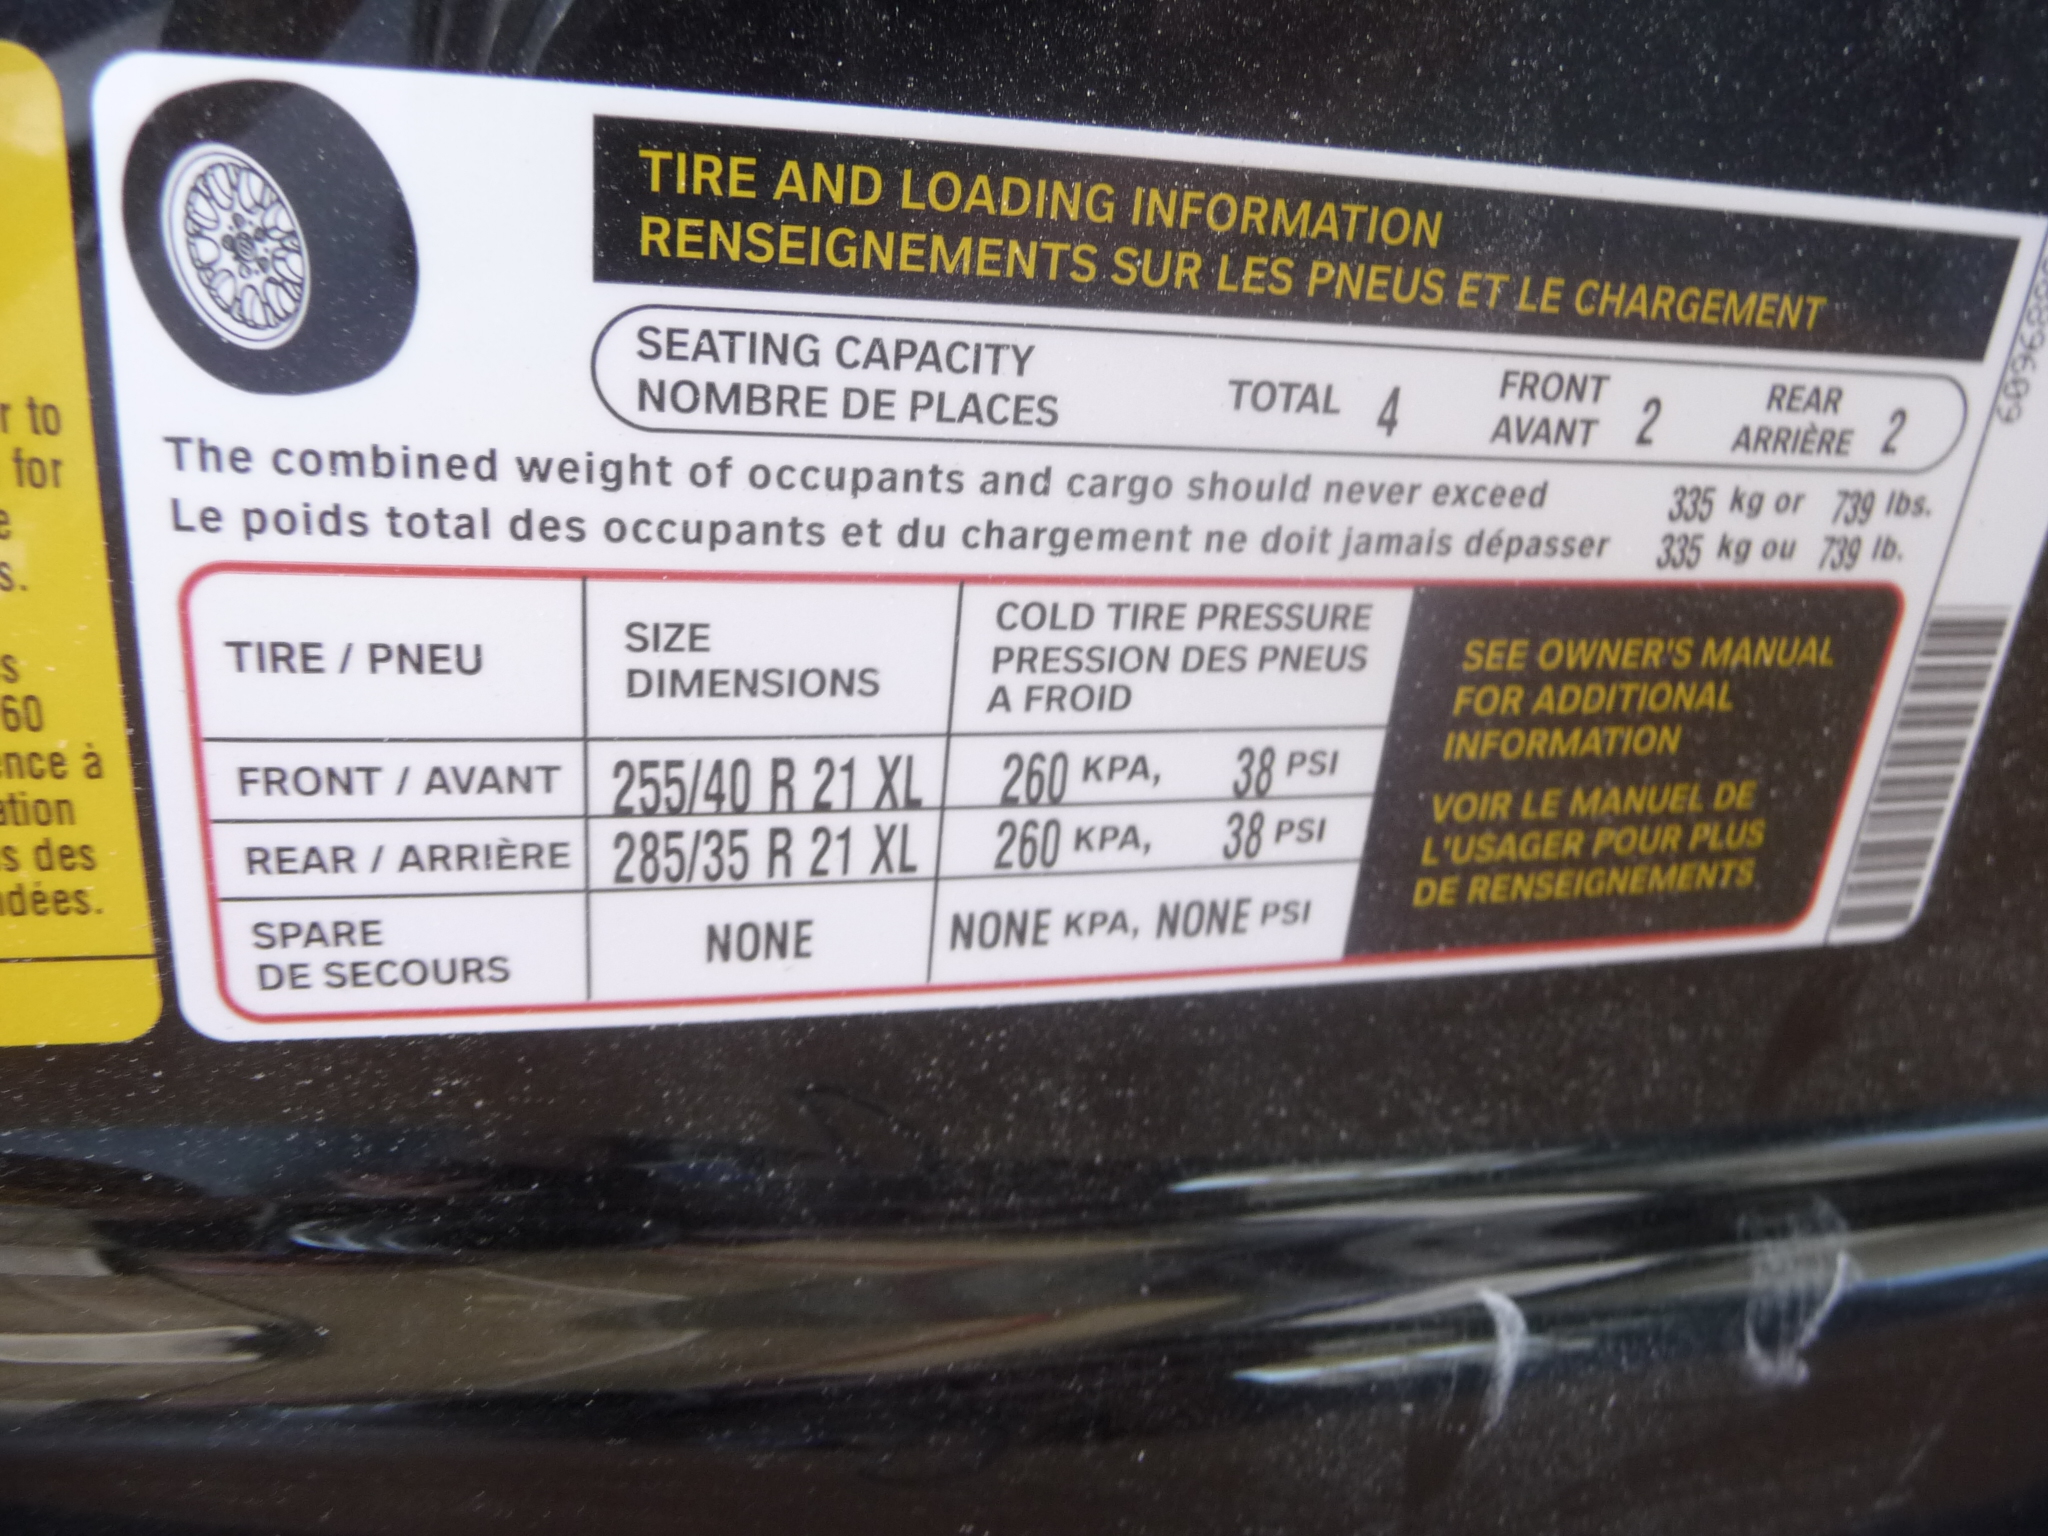 r to
for
e
s.
s
60
nce à
ation
s des
ndées.
TIRE AND LOADING INFORMATION
RENSEIGNEMENTS SUR LES PNEUS ET LE CHARGEMENT
SEATING CAPACITY
NOMBRE DE PLACES
TOTAL 4
FRONT
AVANT 2
REAR
ARRIÈRE 2
The combined weight of occupants and cargo should never exceed 335 kg or 739 lbs.
Le poids total des occupants et du chargement ne doit jamais dépasser 335 kg ou 739 lb.
TIRE / PNEU
SIZE
DIMENSIONS
COLD TIRE PRESSURE
PRESSION DES PNEUS
A FROID
FRONT / AVANT 255/40 R 21 XL 260 KPA, 38 PSI
REAR / ARRIÈRE 285/35 R 21 XL 260 KPA, 38 PSI
SPARE
DE SECOURS
NONE
NONE KPA, NONE PSI
SEE OWNER'S MANUAL
FOR ADDITIONAL
INFORMATION
VOIR LE MANUEL DE
L'USAGER POUR PLUS
DE RENSEIGNEMENTS